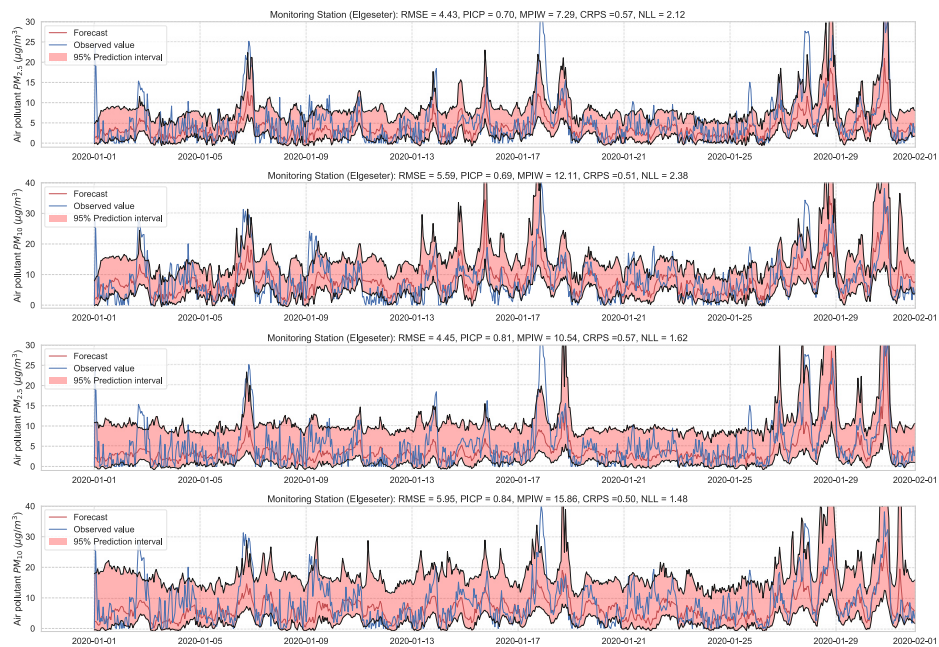 Monitoring Station (Elgeseter): RMSE = 4.43, PICP = 0.70, MPIW = 7.29, CRPS =0.57, NLL = 2.12
Air pollutant PM2.5 (μg/m³)
30
25
20
15
10
5
0
Forecast
Observed value
95% Prediction interval
2020-01-01 2020-01-05 2020-01-09 2020-01-13 2020-01-17 2020-01-21 2020-01-25 2020-01-29 2020-02-01
Monitoring Station (Elgeseter): RMSE = 5.59, PICP = 0.69, MPIW = 12.11, CRPS =0.51, NLL = 2.38
Air pollutant PM10 (μg/m³)
40
30
20
10
0
Forecast
Observed value
95% Prediction interval
2020-01-01 2020-01-05 2020-01-09 2020-01-13 2020-01-17 2020-01-21 2020-01-25 2020-01-29 2020-02-01
Monitoring Station (Elgeseter): RMSE = 4.45, PICP = 0.81, MPIW = 10.54, CRPS =0.57, NLL = 1.62
Air pollutant PM2.5 (μg/m³)
30
25
20
15
10
5
0
Forecast
Observed value
95% Prediction interval
2020-01-01 2020-01-05 2020-01-09 2020-01-13 2020-01-17 2020-01-21 2020-01-25 2020-01-29 2020-02-01
Monitoring Station (Elgeseter): RMSE = 5.95, PICP = 0.84, MPIW = 15.86, CRPS =0.50, NLL = 1.48
Air pollutant PM10 (μg/m³)
40
30
20
10
0
Forecast
Observed value
95% Prediction interval
2020-01-01 2020-01-05 2020-01-09 2020-01-13 2020-01-17 2020-01-21 2020-01-25 2020-01-29 2020-02-01